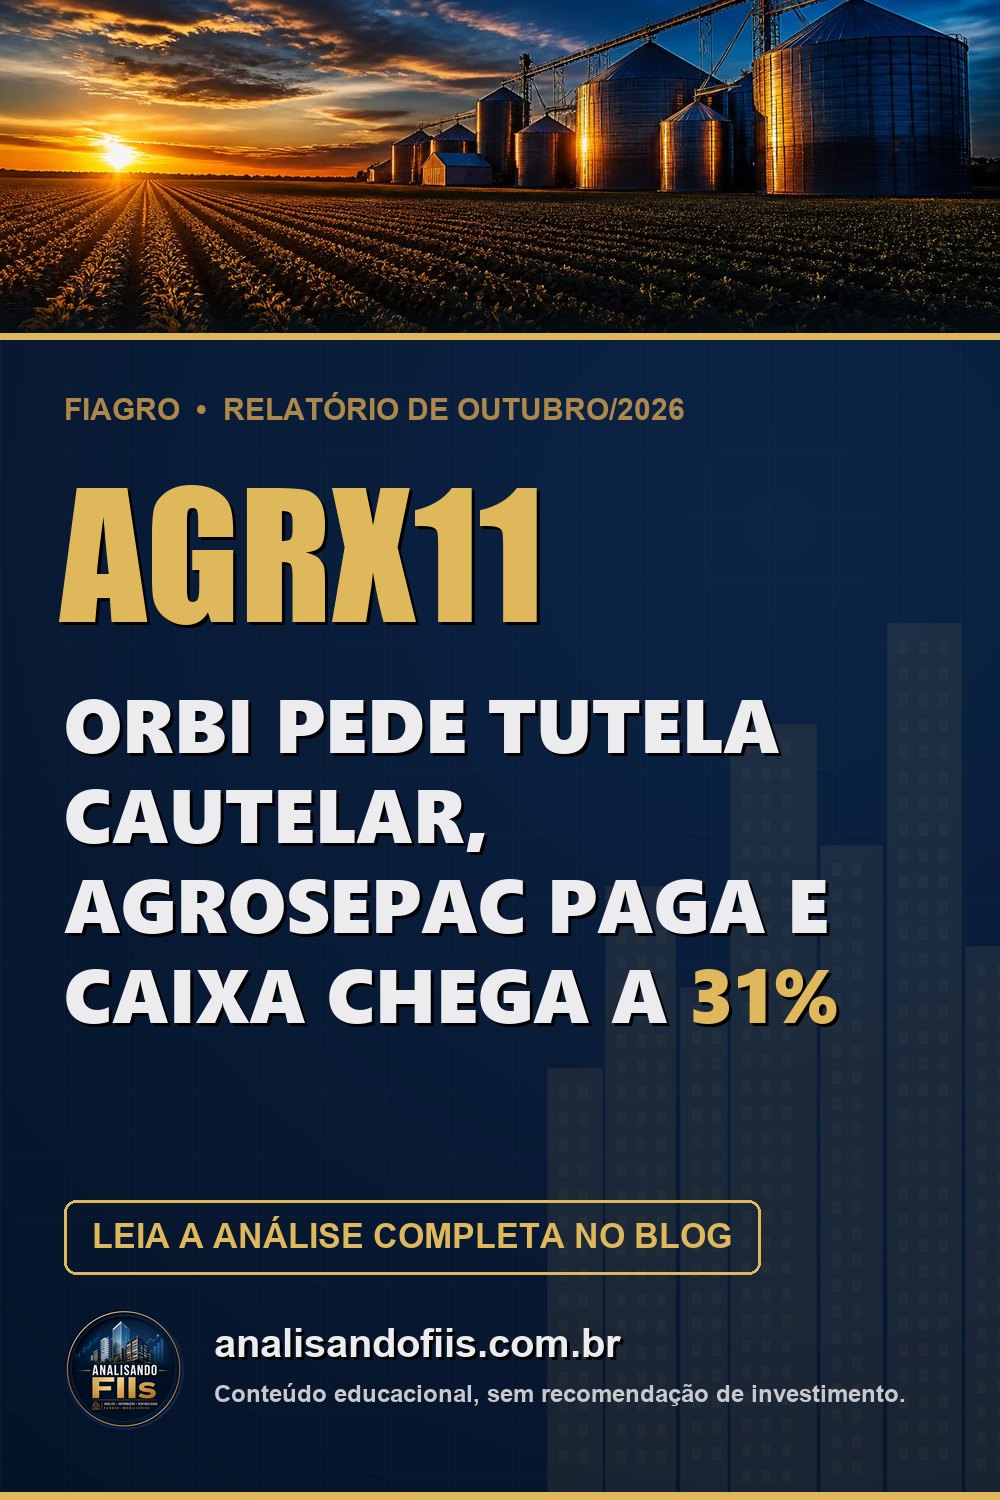 FIAGRO • RELATÓRIO DE OUTUBRO/2026
AGRX11
ORBI PEDE TUTELA
CAUTELAR,
AGROSEPAC PAGA E
CAIXA CHEGA A 31%
LEIA A ANÁLISE COMPLETA NO BLOG
ANALISANDO
FIIs
analisandofiis.com.br
Conteúdo educacional, sem recomendação de investimento.